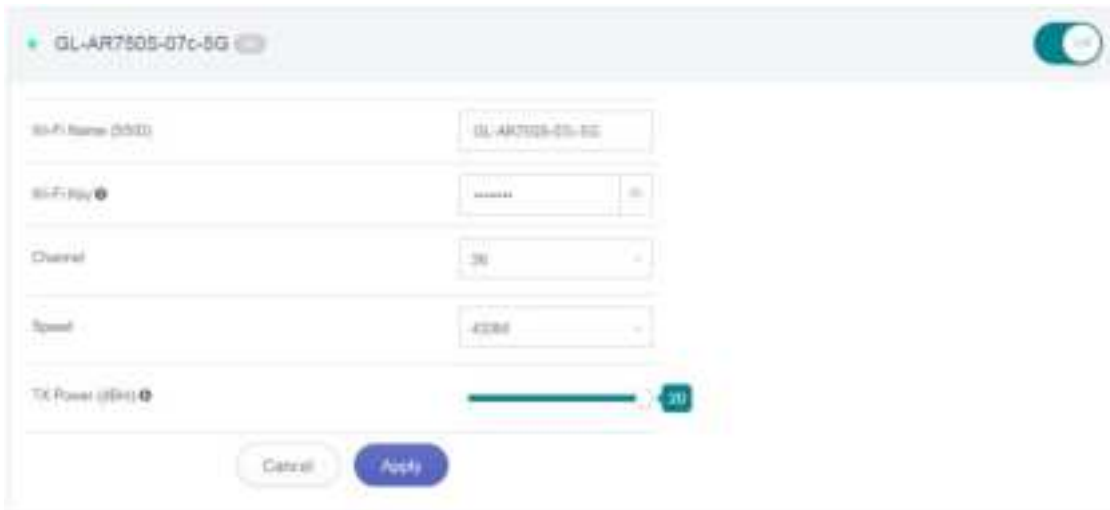 GL-AR750S-07c-5G
Wi-Fi Name (SSID)
Wi-Fi Key
Channel
36
Speed
433M
TX Power (dBm)
20
Cancel Apply